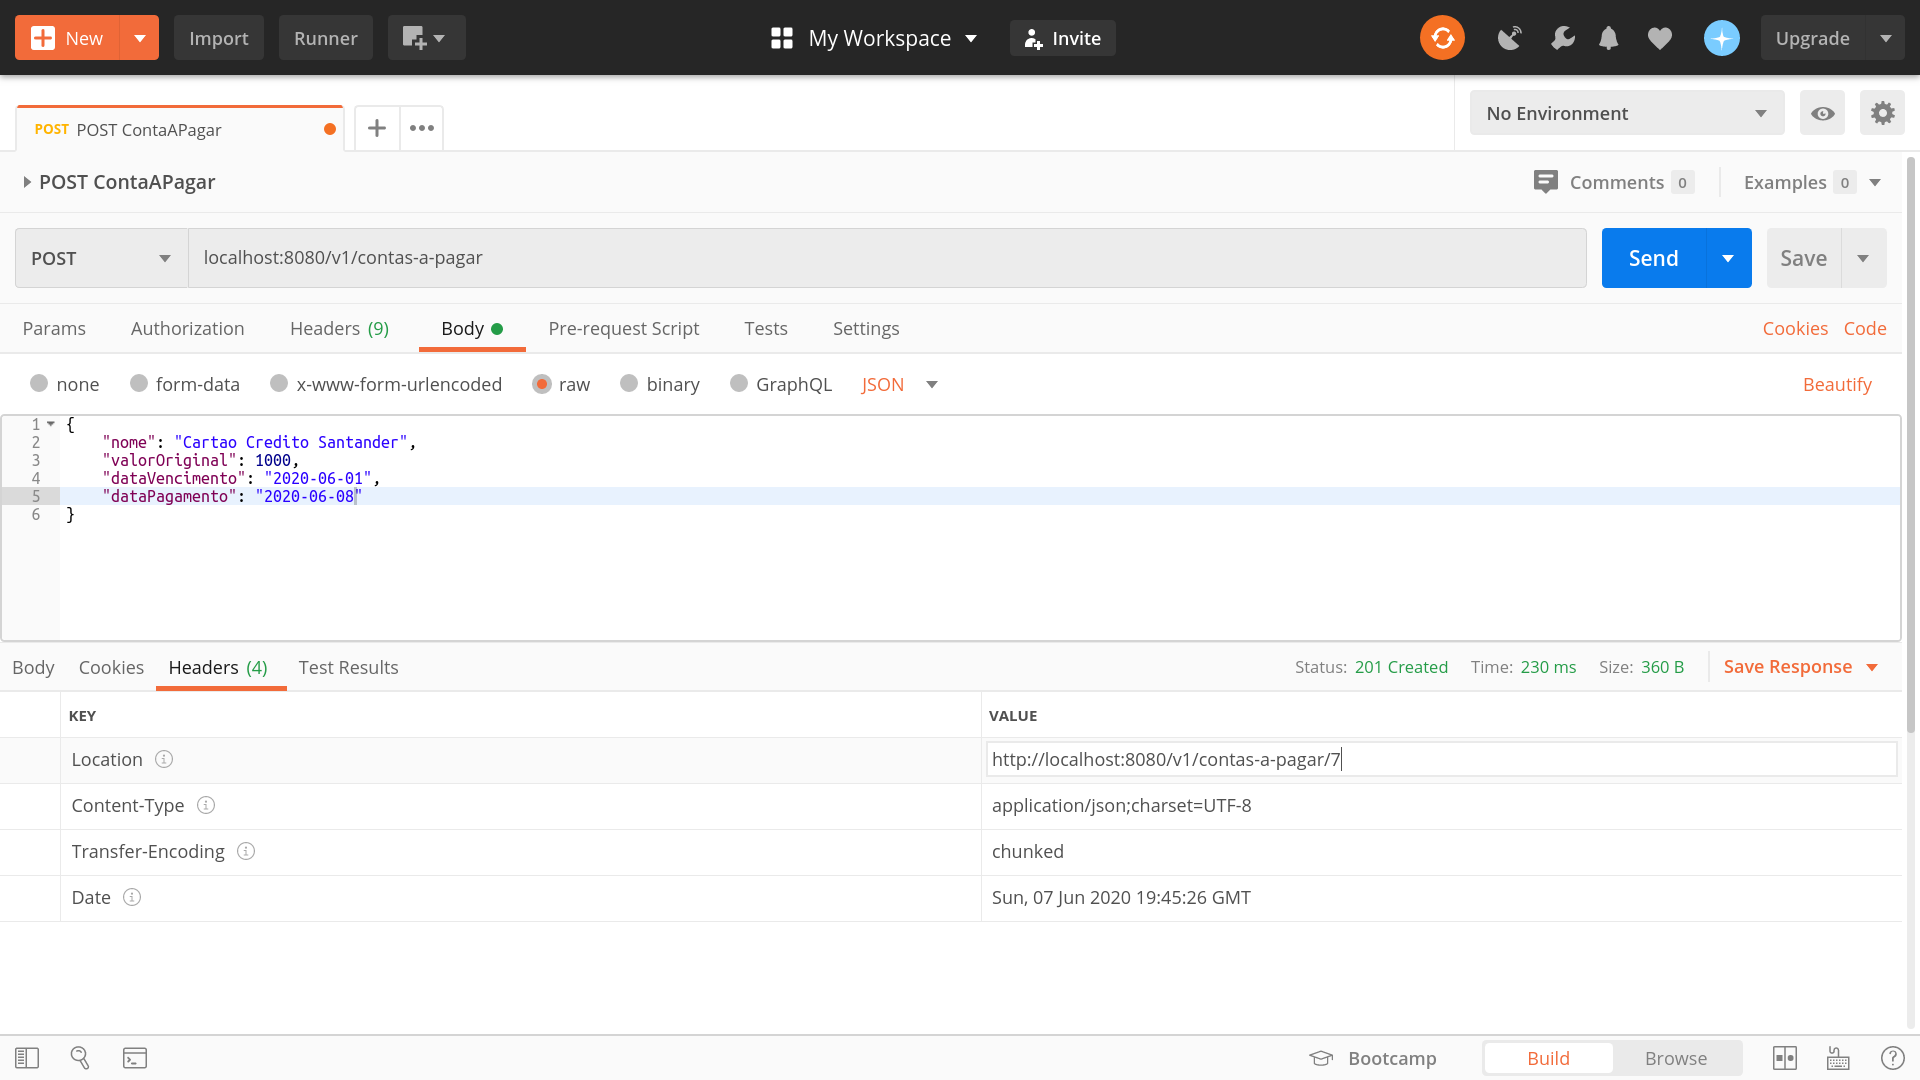 New Import Runner My Workspace Invite Upgrade
POST POST ContaAPagar No Environment
POST ContaAPagar Comments 0 Examples 0
POST localhost:8080/v1/contas-a-pagar Send Save
Params Authorization Headers (9) Body Pre-request Script Tests Settings Cookies Code
none form-data x-www-form-urlencoded raw binary GraphQL JSON Beautify
1 {
2 "nome": "Cartao Credito Santander",
3 "valorOriginal": 1000,
4 "dataVencimento": "2020-06-01",
5 "dataPagamento": "2020-06-08"
6 }
Body Cookies Headers (4) Test Results Status: 201 Created Time: 230 ms Size: 360 B Save Response
KEY VALUE
Location http://localhost:8080/v1/contas-a-pagar/7
Content-Type application/json;charset=UTF-8
Transfer-Encoding chunked
Date Sun, 07 Jun 2020 19:45:26 GMT
Bootcamp Build Browse